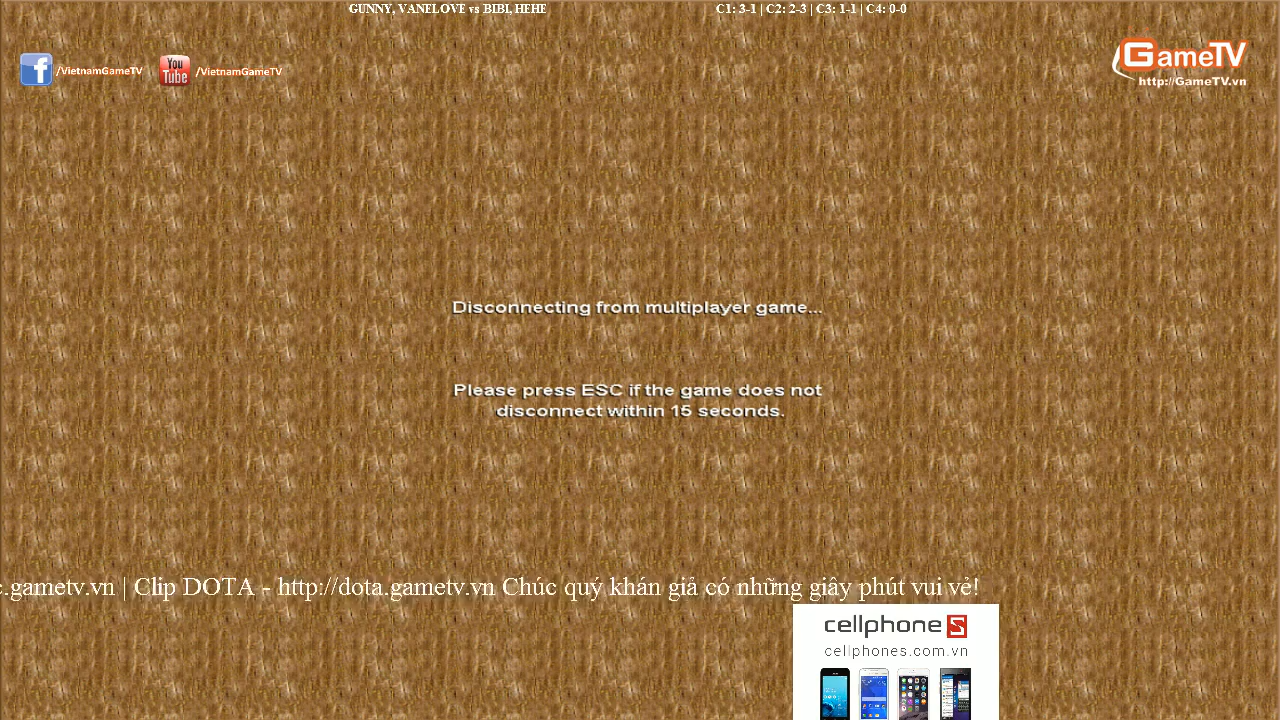 GUNNY, VANELOVE vs BIBI, HEHE
C1: 3-1 | C2: 2-3 | C3: 1-1 | C4: 0-0
/VietnamGameTV
You Tube
/VietnamGameTV
GameTV
http://GameTV.vn
Disconnecting from multiplayer game...
Please press ESC if the game does not
disconnect within 15 seconds.
.gametv.vn | Clip DOTA - http://dota.gametv.vn Chúc quý khán giả có những giây phút vui vẻ!
cellphone S
cellphones.com.vn